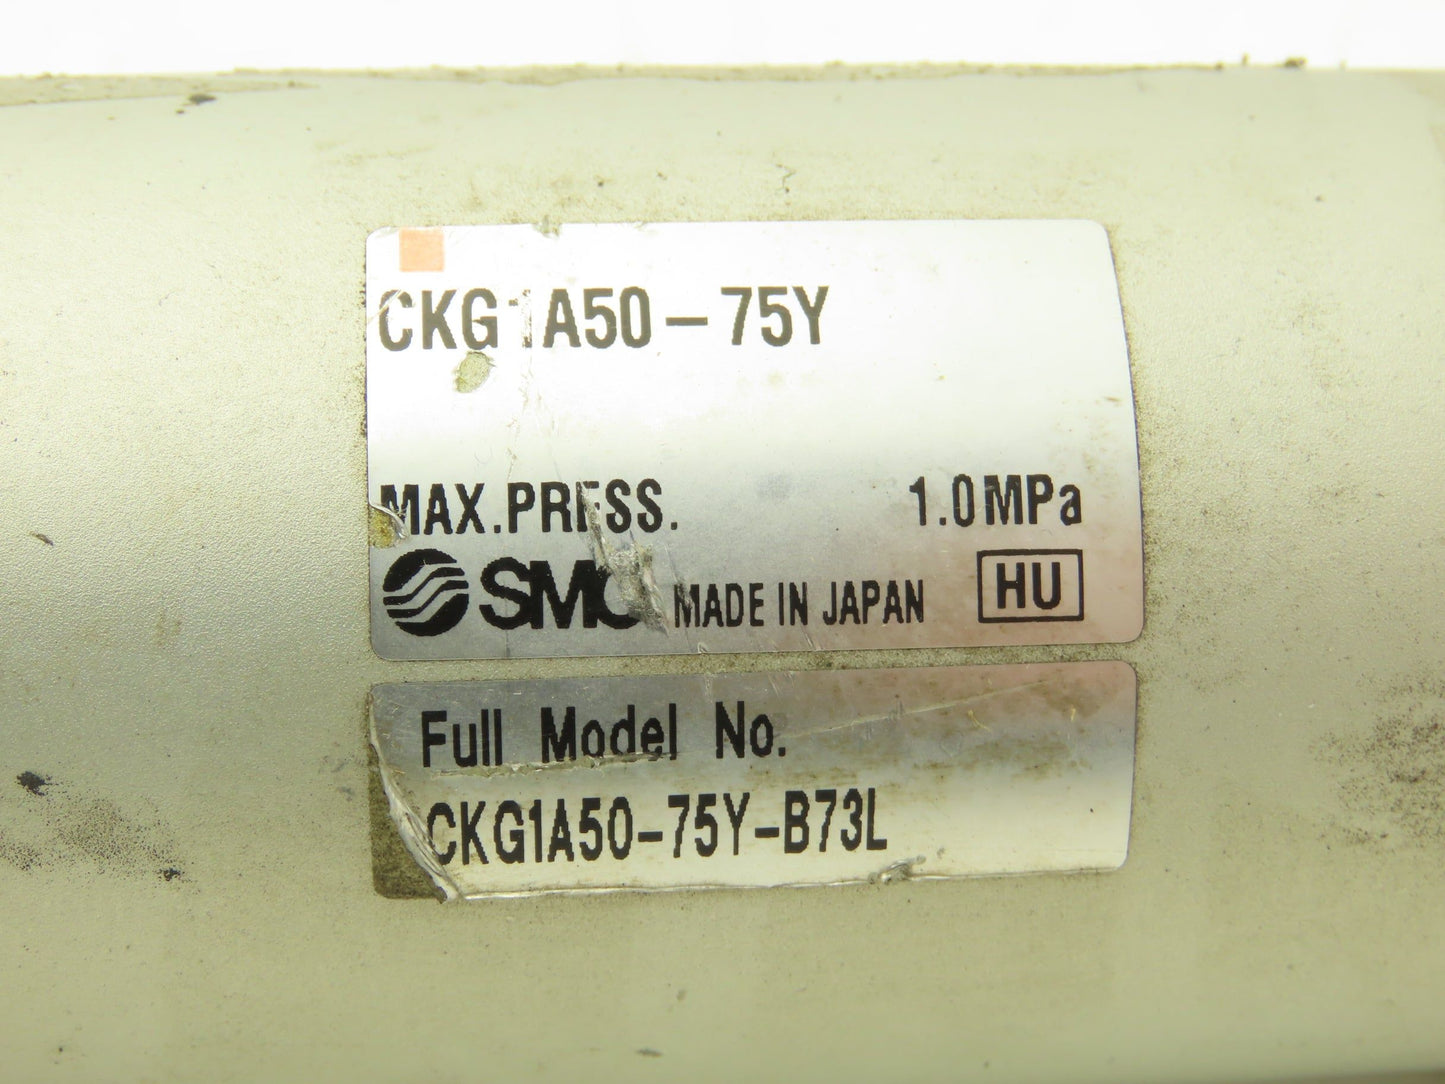 CKG1A50-75Y
MAX.PRESS. 1.0MPa
SMC MADE IN JAPAN HU
Full Model No.
CKG1A50-75Y-B73L